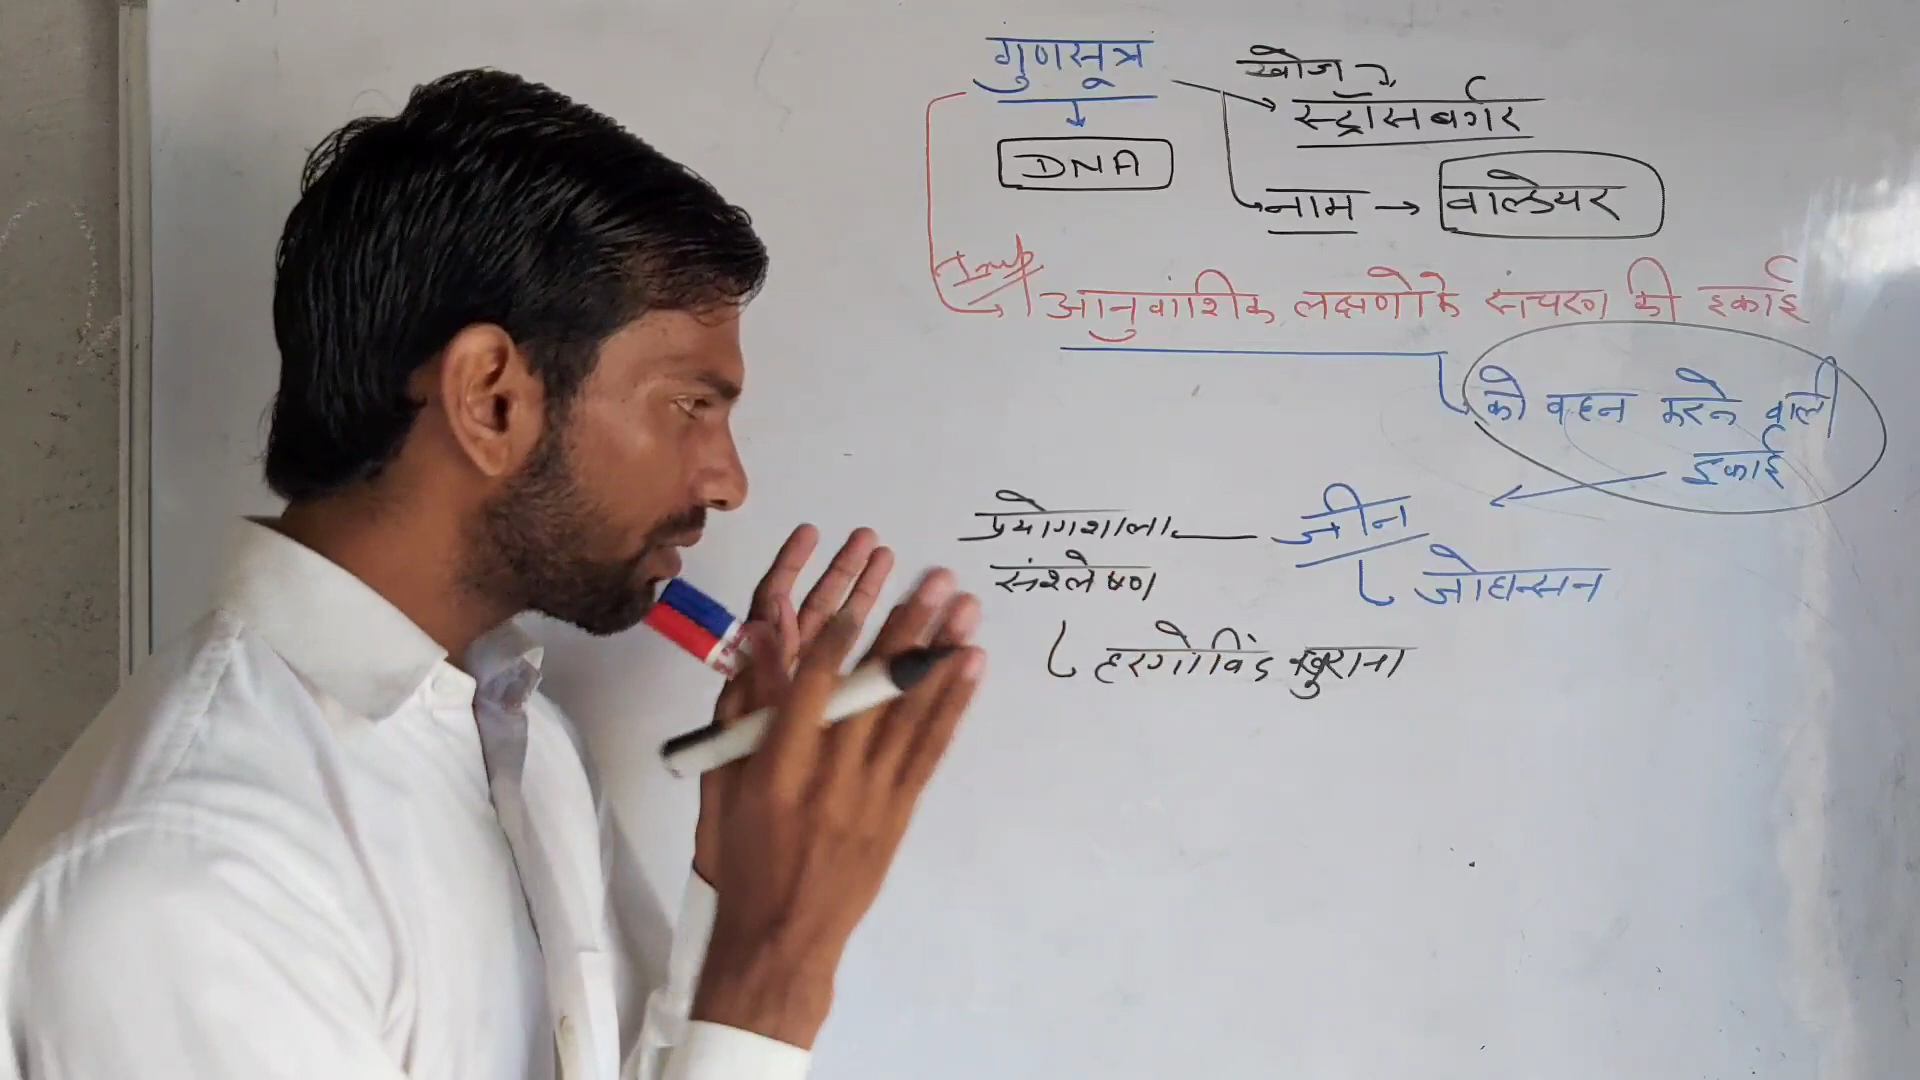 गुणसूत्र
खोज
स्ट्रॉसबर्गर
DNA
नाम → वाल्डेयर
Imp
आनुवांशिक लक्षणो के संचरण की इकाई
को वहन करने वाली
इकाई
प्रयोगशाला — जीन
संश्लेषण
जोहान्सन
हरगोविंड खुराना